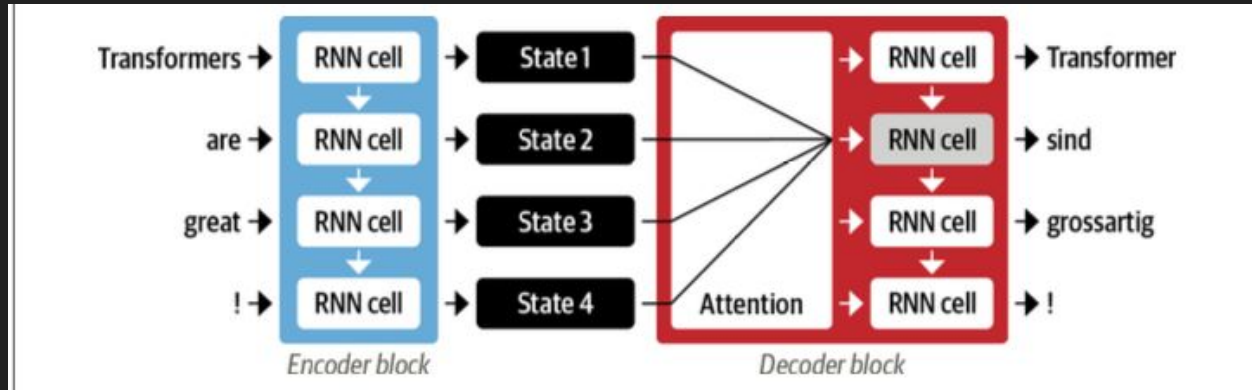 Transformers RNN cell State 1 RNN cell Transformer
are RNN cell State 2 RNN cell sind
great RNN cell State 3 RNN cell grossartig
! RNN cell State 4 Attention RNN cell !
Encoder block Decoder block